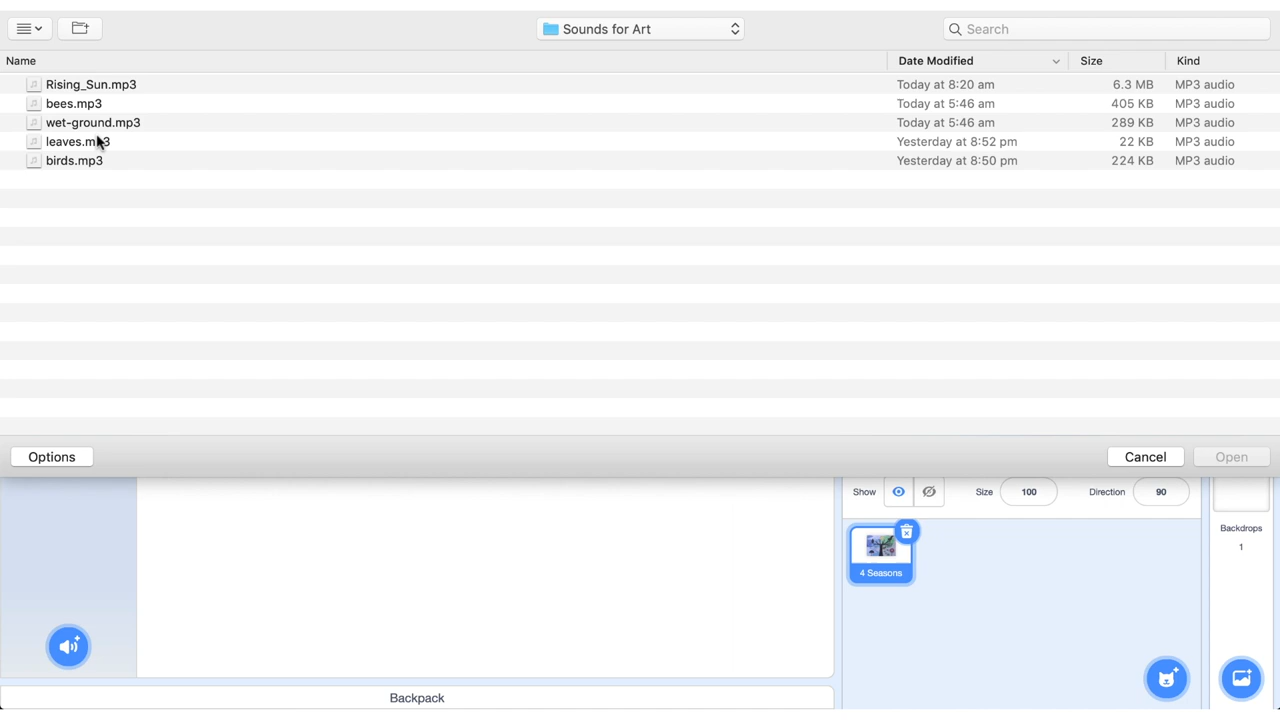 Sounds for Art
Search
Name Date Modified Size Kind
Rising_Sun.mp3 Today at 8:20 am 6.3 MB MP3 audio
bees.mp3 Today at 5:46 am 405 KB MP3 audio
wet-ground.mp3 Today at 5:46 am 289 KB MP3 audio
leaves.mp3 Yesterday at 8:52 pm 22 KB MP3 audio
birds.mp3 Yesterday at 8:50 pm 224 KB MP3 audio
Options Cancel Open
Show Size 100 Direction 90
Backdrops
1
4 Seasons
Backpack